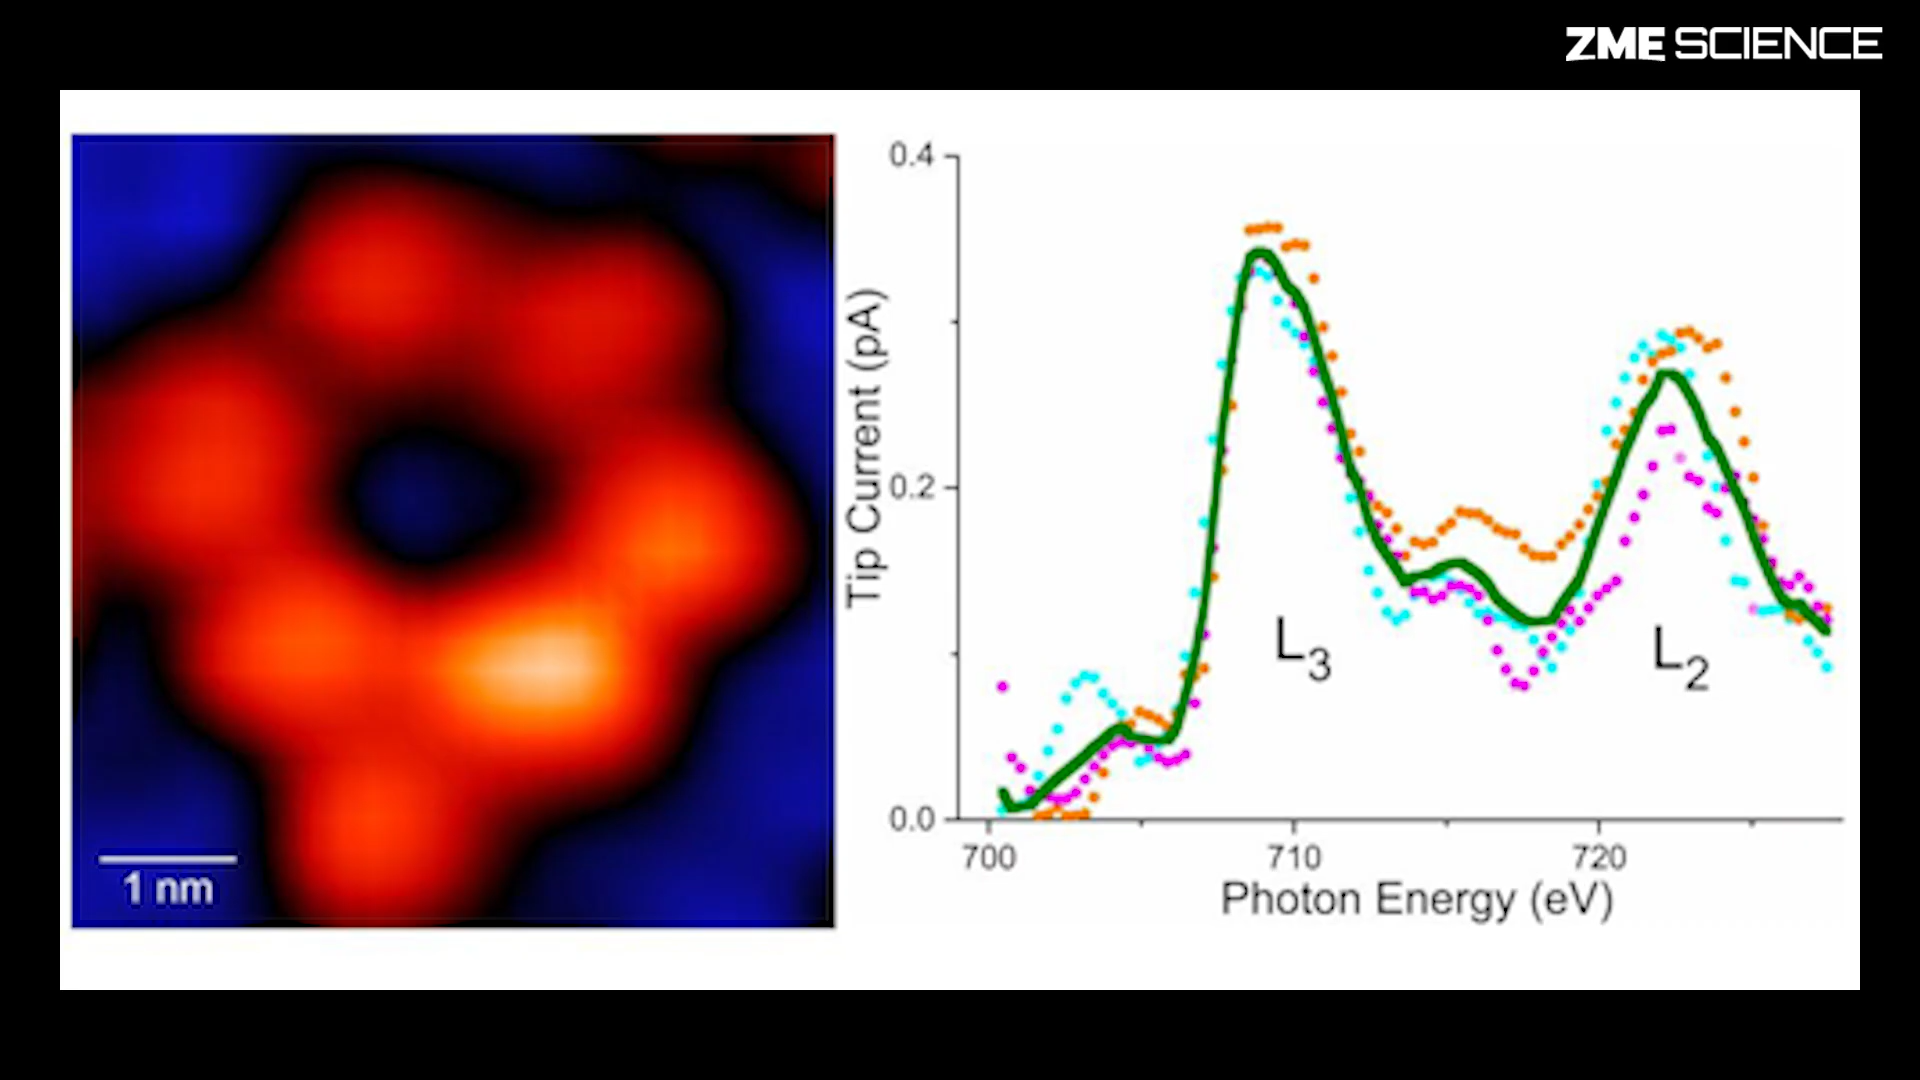 ZME SCIENCE
1 nm
Tip Current (pA)
0.4
0.2
0.0
L3
L2
700 710 720
Photon Energy (eV)